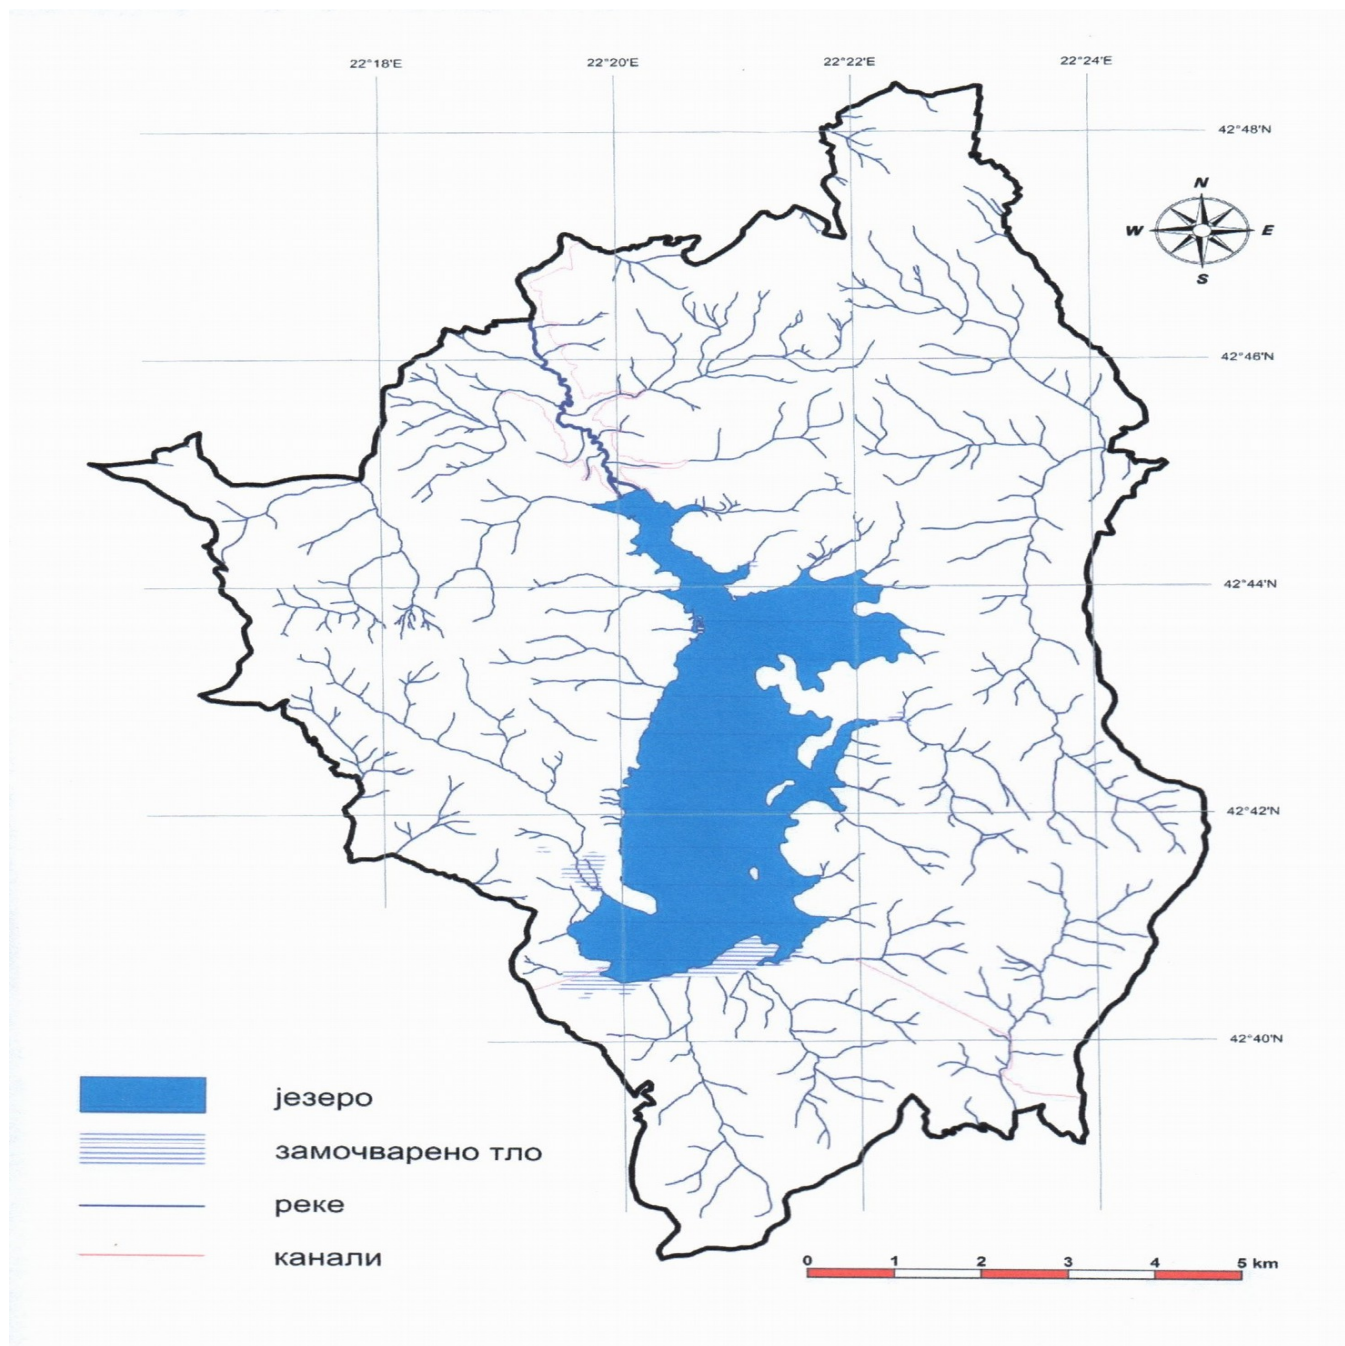 22°18'E 22°20'E 22°22'E 22°24'E
42°48'N
N
W E
S
42°46'N
42°44'N
42°42'N
42°40'N
језеро
замочварено тло
реке
канали
0 1 2 3 4 5 km